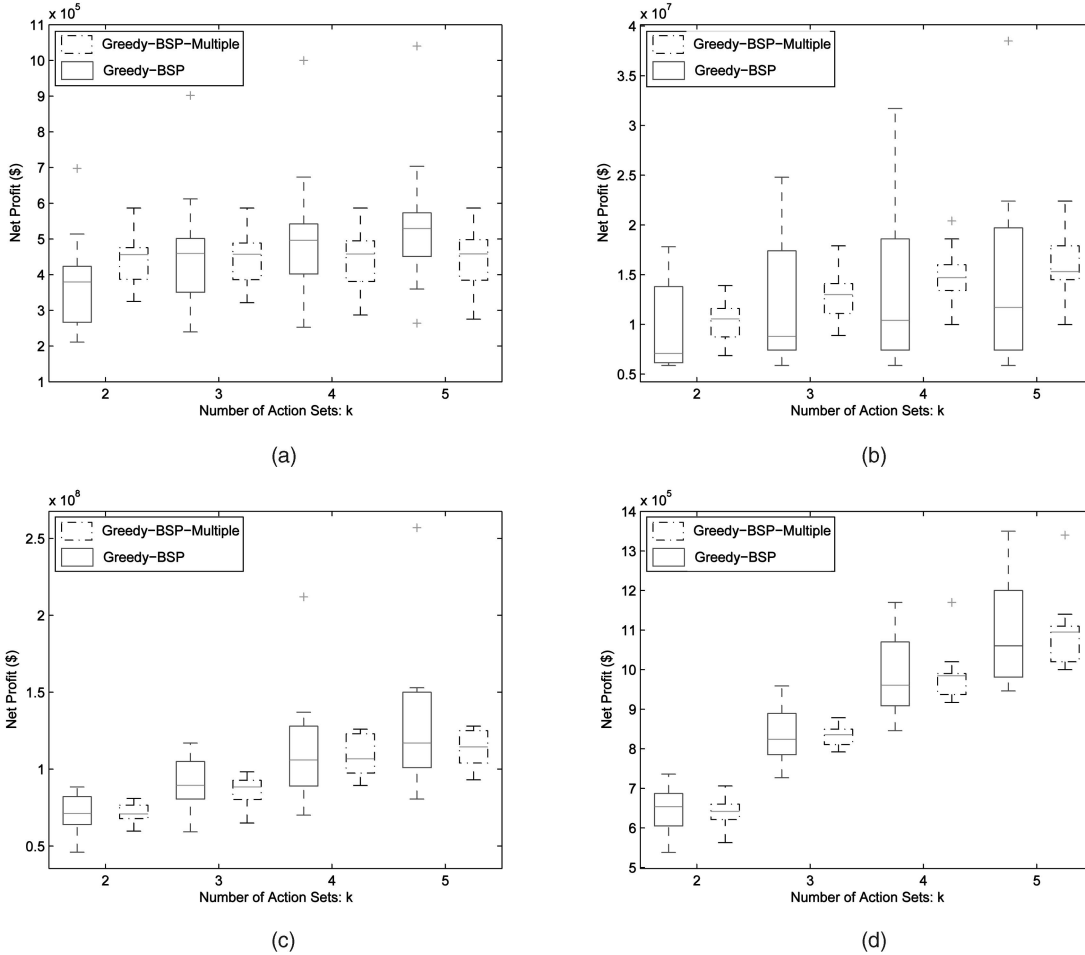 x 10^5
Net Profit ($)
11
10
9
8
7
6
5
4
3
2
1
Greedy−BSP−Multiple
Greedy−BSP
2 3 4 5
Number of Action Sets: k
(a)
x 10^7
Net Profit ($)
4
3.5
3
2.5
2
1.5
1
0.5
Greedy−BSP−Multiple
Greedy−BSP
2 3 4 5
Number of Action Sets: k
(b)
x 10^8
Net Profit ($)
2.5
2
1.5
1
0.5
Greedy−BSP−Multiple
Greedy−BSP
2 3 4 5
Number of Action Sets: k
(c)
x 10^5
Net Profit ($)
14
13
12
11
10
9
8
7
6
5
Greedy−BSP−Multiple
Greedy−BSP
2 3 4 5
Number of Action Sets: k
(d)